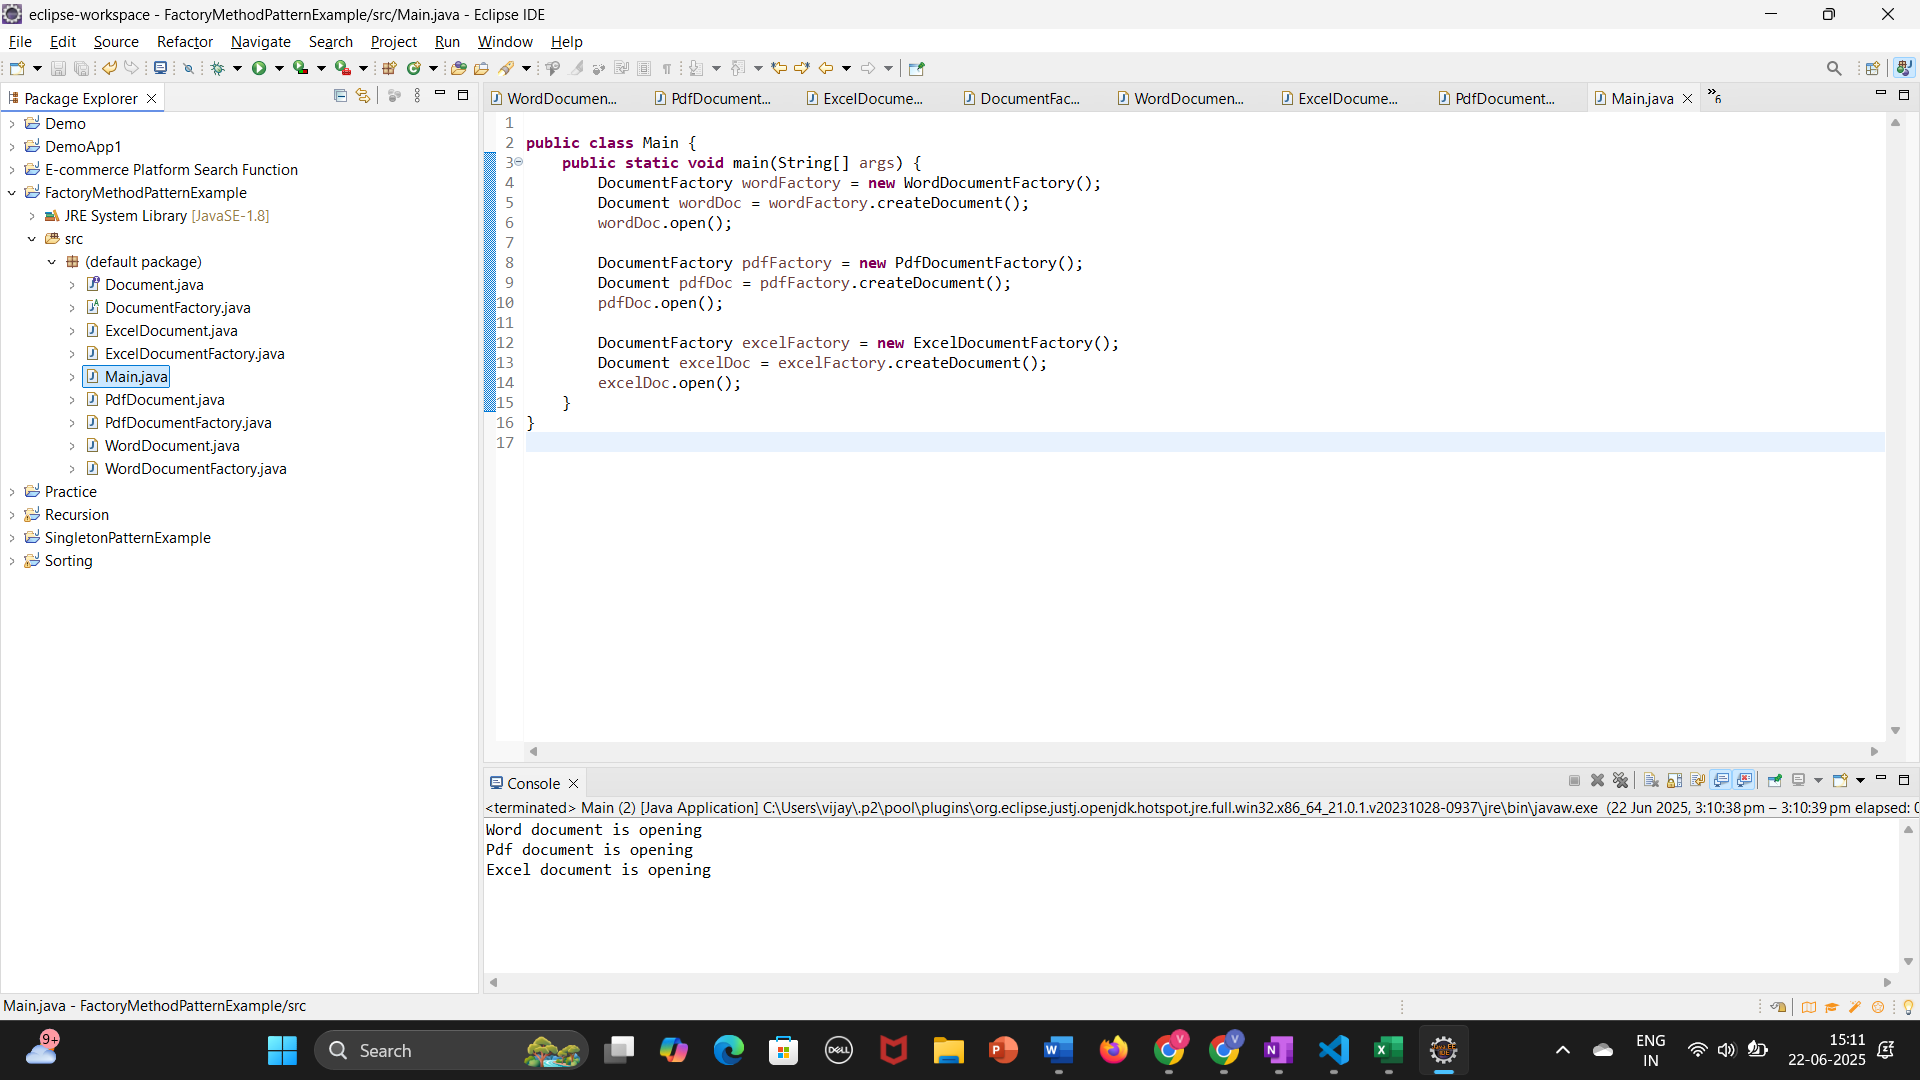 eclipse-workspace - FactoryMethodPatternExample/src/Main.java - Eclipse IDE
File Edit Source Refactor Navigate Search Project Run Window Help
Package Explorer
Demo
DemoApp1
E-commerce Platform Search Function
FactoryMethodPatternExample
JRE System Library [JavaSE-1.8]
src
(default package)
Document.java
DocumentFactory.java
ExcelDocument.java
ExcelDocumentFactory.java
Main.java
PdfDocument.java
PdfDocumentFactory.java
WordDocument.java
WordDocumentFactory.java
Practice
Recursion
SingletonPatternExample
Sorting
WordDocumen... PdfDocument... ExcelDocume... DocumentFac... WordDocumen... ExcelDocume... PdfDocument... Main.java »6
1
2 public class Main {
3 public static void main(String[] args) {
4 DocumentFactory wordFactory = new WordDocumentFactory();
5 Document wordDoc = wordFactory.createDocument();
6 wordDoc.open();
7
8 DocumentFactory pdfFactory = new PdfDocumentFactory();
9 Document pdfDoc = pdfFactory.createDocument();
10 pdfDoc.open();
11
12 DocumentFactory excelFactory = new ExcelDocumentFactory();
13 Document excelDoc = excelFactory.createDocument();
14 excelDoc.open();
15 }
16 }
17
Console
<terminated> Main (2) [Java Application] C:\Users\vijay\.p2\pool\plugins\org.eclipse.justj.openjdk.hotspot.jre.full.win32.x86_64_21.0.1.v20231028-0937\jre\bin\javaw.exe (22 Jun 2025, 3:10:38 pm – 3:10:39 pm elapsed: 0
Word document is opening
Pdf document is opening
Excel document is opening
Main.java - FactoryMethodPatternExample/src
9+
Search
DELL
ENG
IN
15:11
22-06-2025